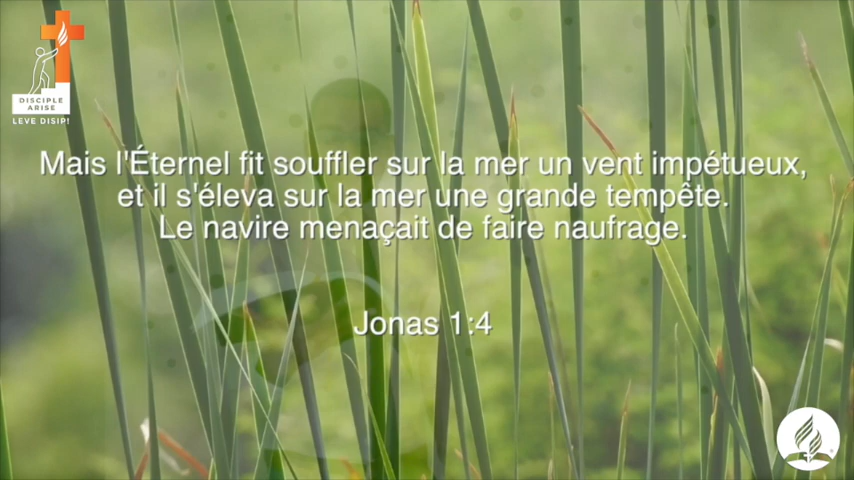 DISCIPLE
ARISE
LEVE DISIP!
Mais l'Éternel fit souffler sur la mer un vent impétueux,
et il s'éleva sur la mer une grande tempête.
Le navire menaçait de faire naufrage.
Jonas 1:4